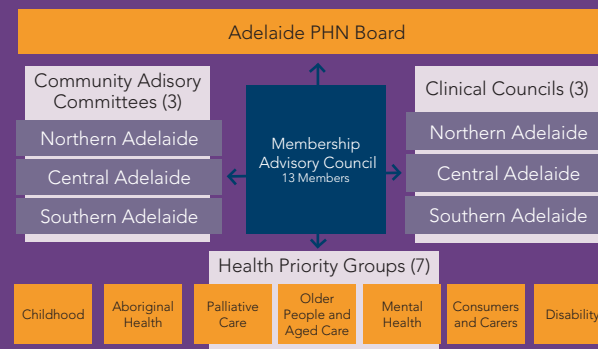 Adelaide PHN Board
Community Adisory
Committees (3)
Northern Adelaide
Central Adelaide
Southern Adelaide
Membership
Advisory Council
13 Members
Clinical Councils (3)
Northern Adelaide
Central Adelaide
Southern Adelaide
Health Priority Groups (7)
Childhood
Aboriginal
Health
Palliative
Care
Older
People and
Aged Care
Mental
Health
Consumers
and Carers
Disability